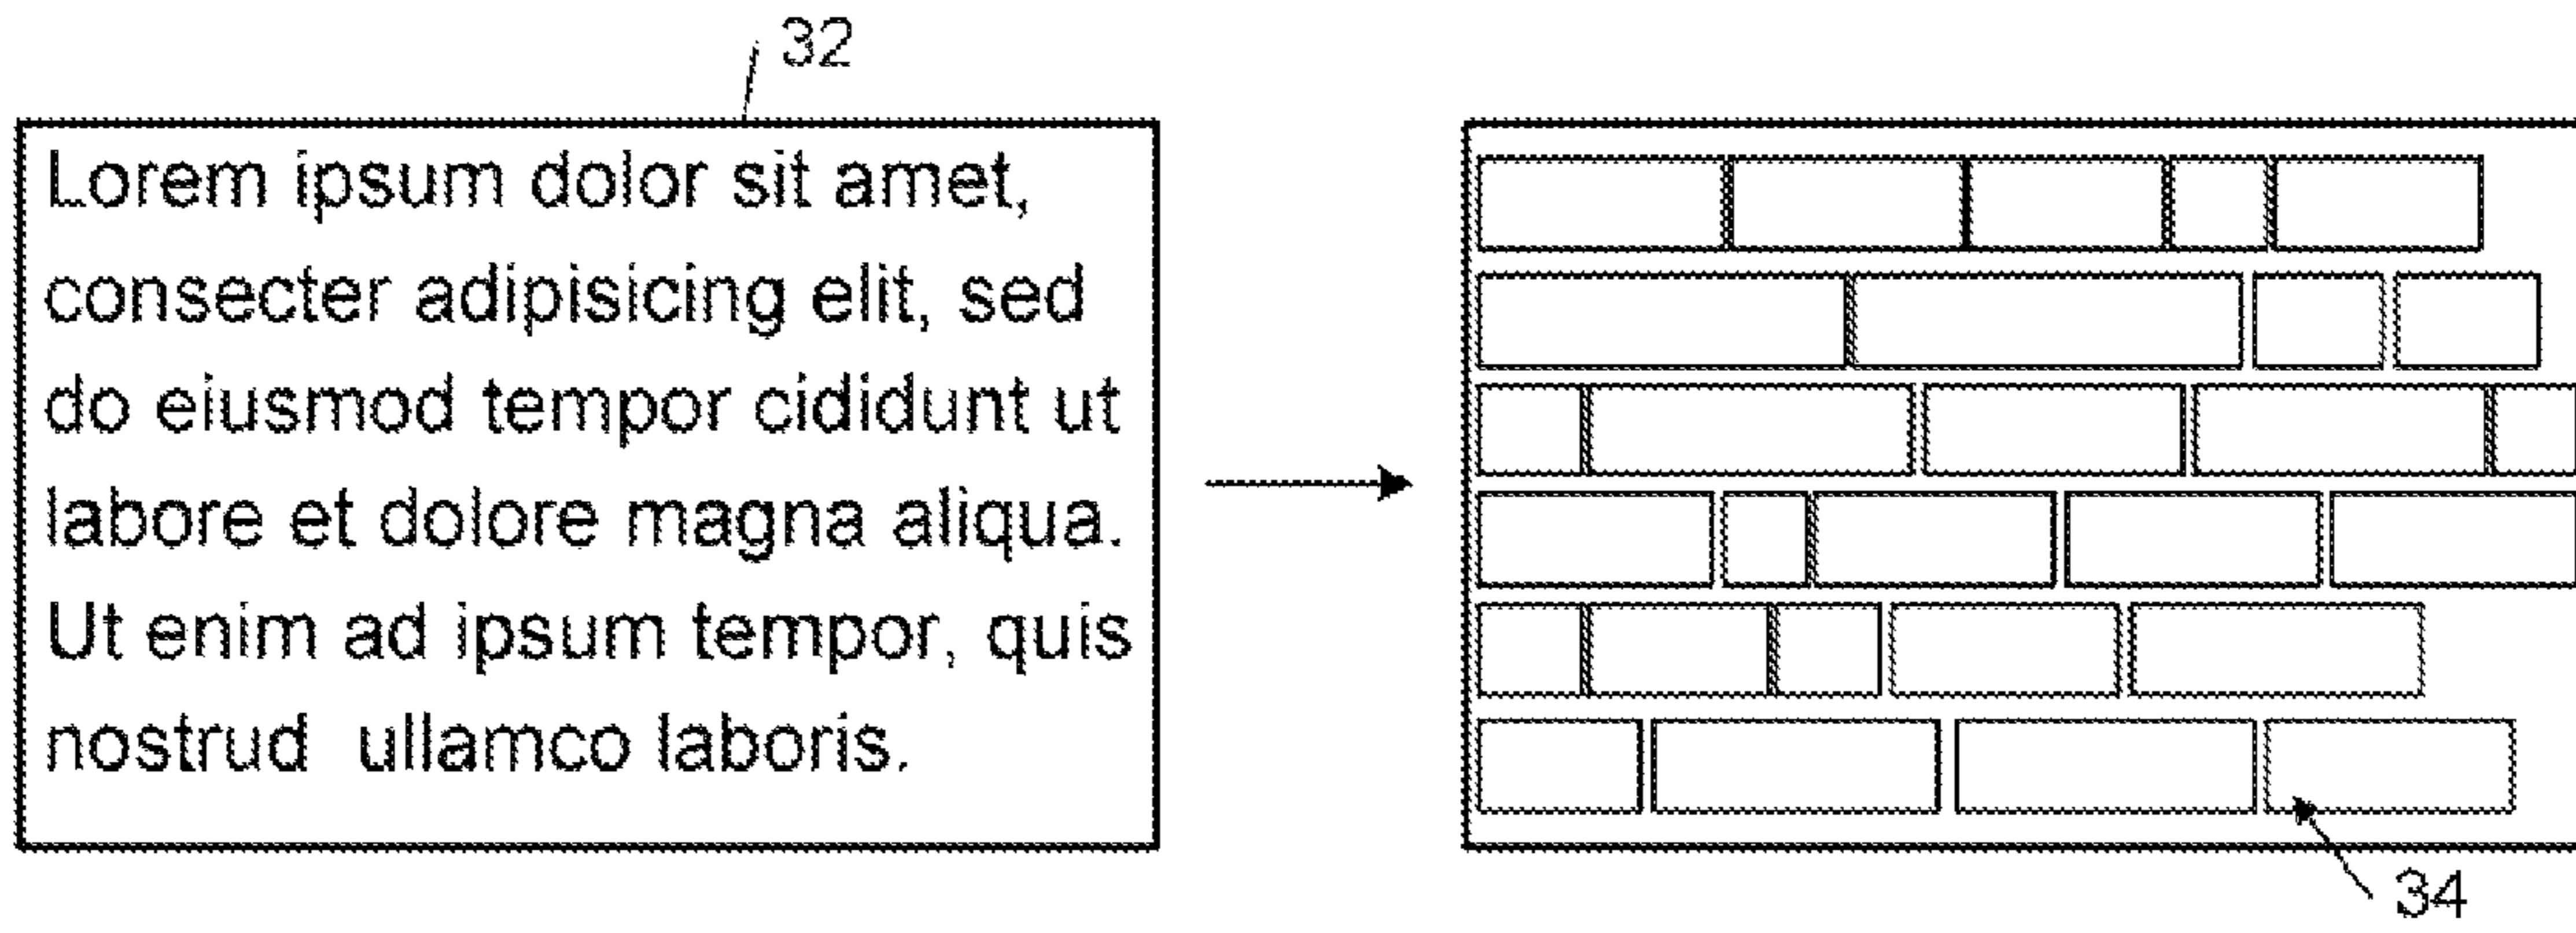 32
Lorem ipsum dolor sit amet,
consecter adipisicing elit, sed
do eiusmod tempor cididunt ut
labore et dolore magna aliqua.
Ut enim ad ipsum tempor, quis
nostrud  ullamco laboris.
34